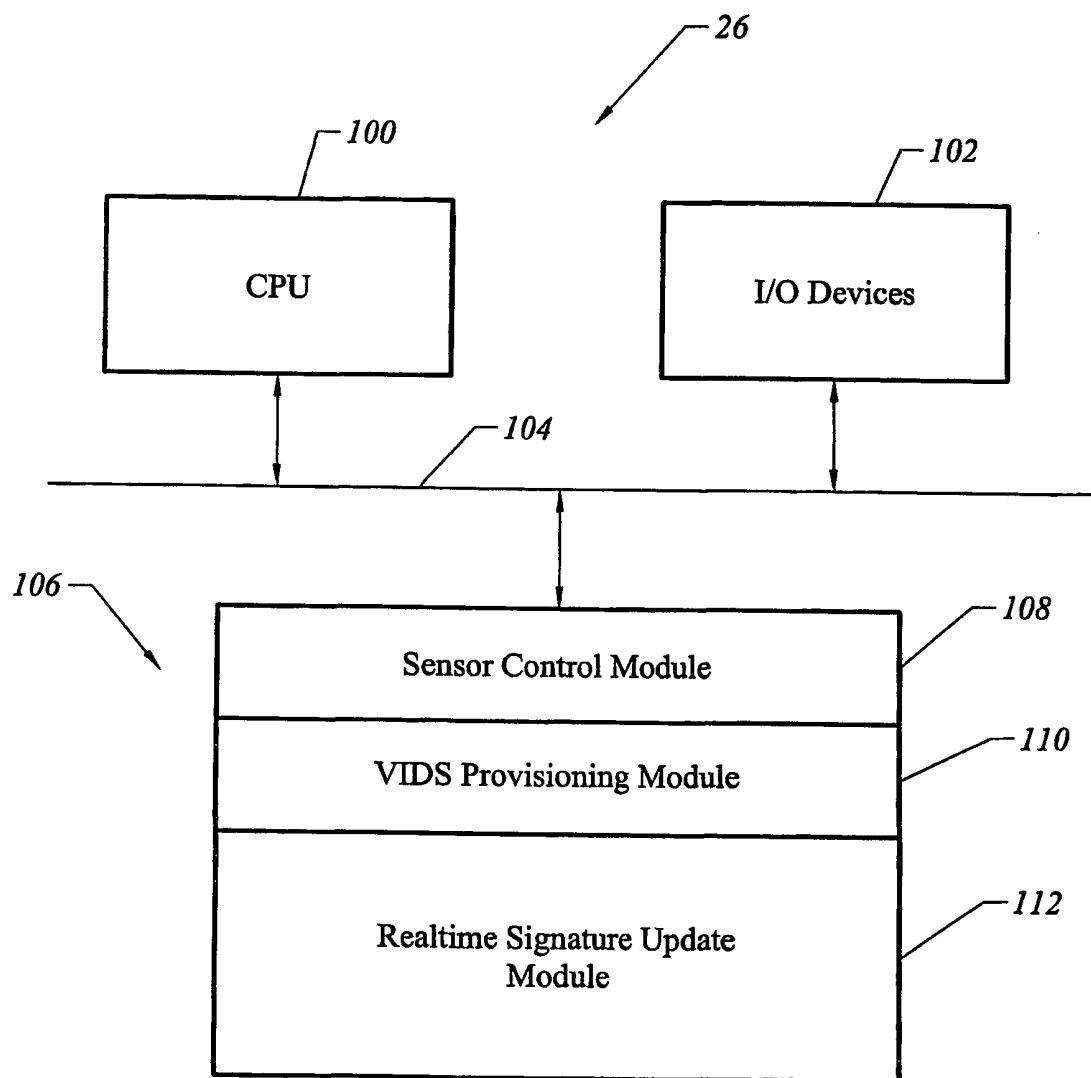 26
100
102
CPU
I/O Devices
104
106
108
Sensor Control Module
110
VIDS Provisioning Module
112
Realtime Signature Update
Module